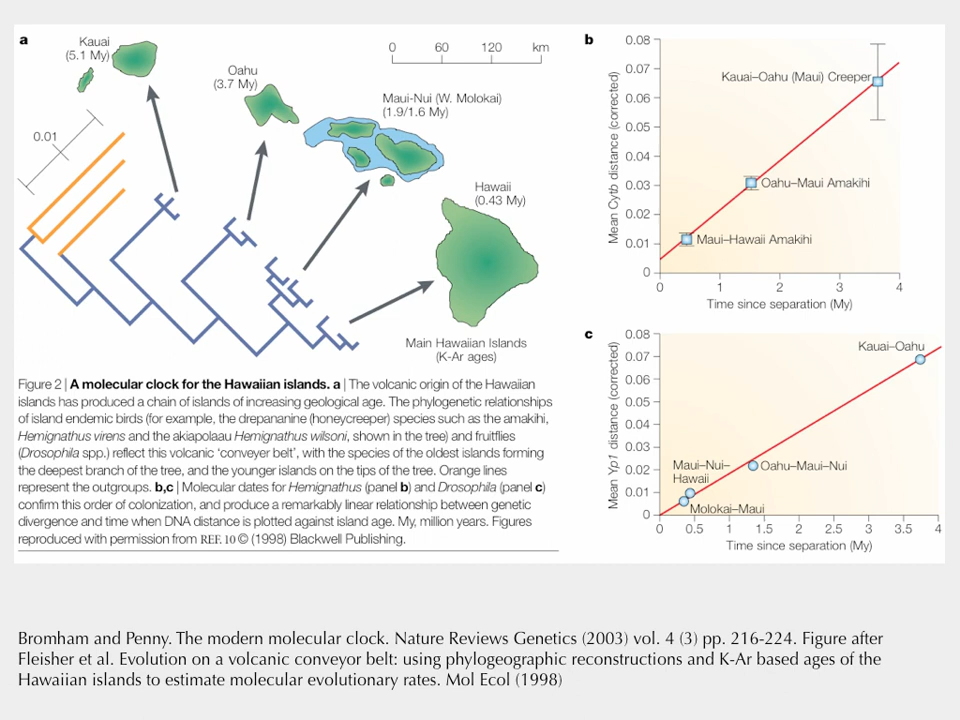 a
Kauai
(5.1 My)
Oahu
(3.7 My)
0 60 120 km
Maui-Nui (W. Molokai)
(1.9/1.6 My)
0.01
Hawaii
(0.43 My)
Main Hawaiian Islands
(K-Ar ages)
Figure 2 | A molecular clock for the Hawaiian islands. a | The volcanic origin of the Hawaiian
islands has produced a chain of islands of increasing geological age. The phylogenetic relationships
of island endemic birds (for example, the drepananine (honeycreeper) species such as the amakihi,
Hemignathus virens and the akiapolaau Hemignathus wilsoni, shown in the tree) and fruitflies
(Drosophila spp.) reflect this volcanic ‘conveyer belt’, with the species of the oldest islands forming
the deepest branch of the tree, and the younger islands on the tips of the tree. Orange lines
represent the outgroups. b,c | Molecular dates for Hemignathus (panel b) and Drosophila (panel c)
confirm this order of colonization, and produce a remarkably linear relationship between genetic
divergence and time when DNA distance is plotted against island age. My, million years. Figures
reproduced with permission from REF. 10 © (1998) Blackwell Publishing.
b
Mean Cytb distance (corrected)
0.08
0.07
0.06
0.05
0.04
0.03
0.02
0.01
0
Kauai–Oahu (Maui) Creeper
Oahu–Maui Amakihi
Maui–Hawaii Amakihi
0 1 2 3 4
Time since separation (My)
c
Mean Yp1 distance (corrected)
0.08
0.07
0.06
0.05
0.04
0.03
0.02
0.01
0
Kauai–Oahu
Maui–Nui–
Hawaii
Oahu–Maui–Nui
Molokai–Maui
0 0.5 1 1.5 2 2.5 3 3.5 4
Time since separation (My)
Bromham and Penny. The modern molecular clock. Nature Reviews Genetics (2003) vol. 4 (3) pp. 216-224. Figure after
Fleisher et al. Evolution on a volcanic conveyor belt: using phylogeographic reconstructions and K-Ar based ages of the
Hawaiian islands to estimate molecular evolutionary rates. Mol Ecol (1998)